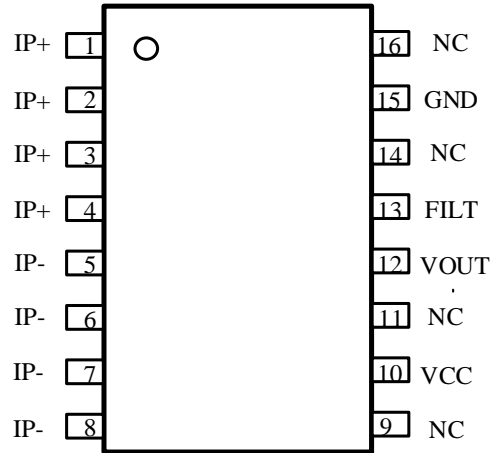 IP+ 1 16 NC
IP+ 2 15 GND
IP+ 3 14 NC
IP+ 4 13 FILT
IP- 5 12 VOUT
IP- 6 11 NC
IP- 7 10 VCC
IP- 8 9 NC